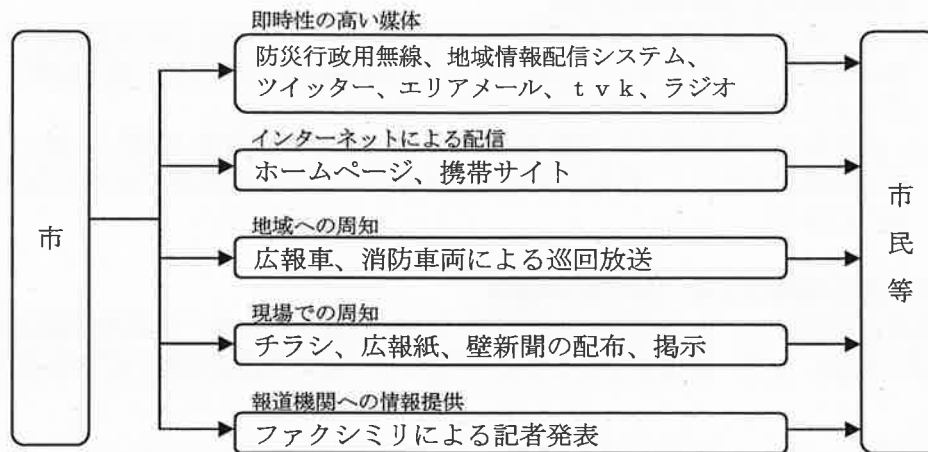 市
即時性の高い媒体
防災行政用無線、地域情報配信システム、
ツイッター、エリアメール、ｔｖｋ、ラジオ
インターネットによる配信
ホームページ、携帯サイト
地域への周知
広報車、消防車両による巡回放送
現場での周知
チラシ、広報紙、壁新聞の配布、掲示
報道機関への情報提供
ファクシミリによる記者発表
市民等